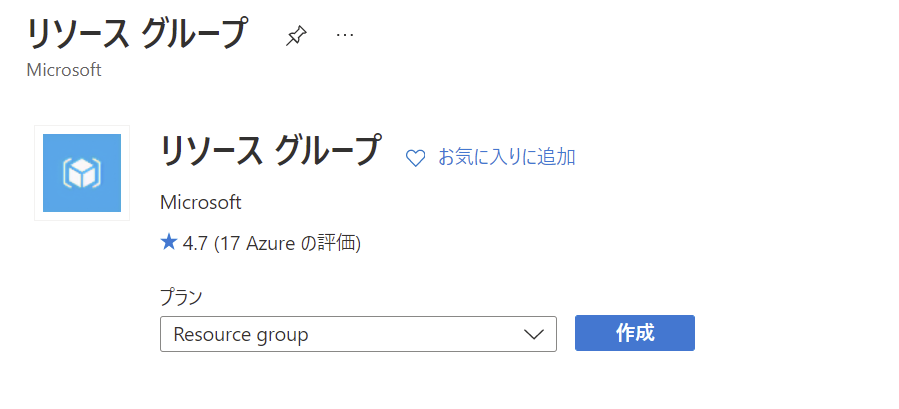 リソース グループ ...
Microsoft
リソース グループ お気に入りに追加
Microsoft
4.7 (17 Azure の評価)
プラン
Resource group 作成